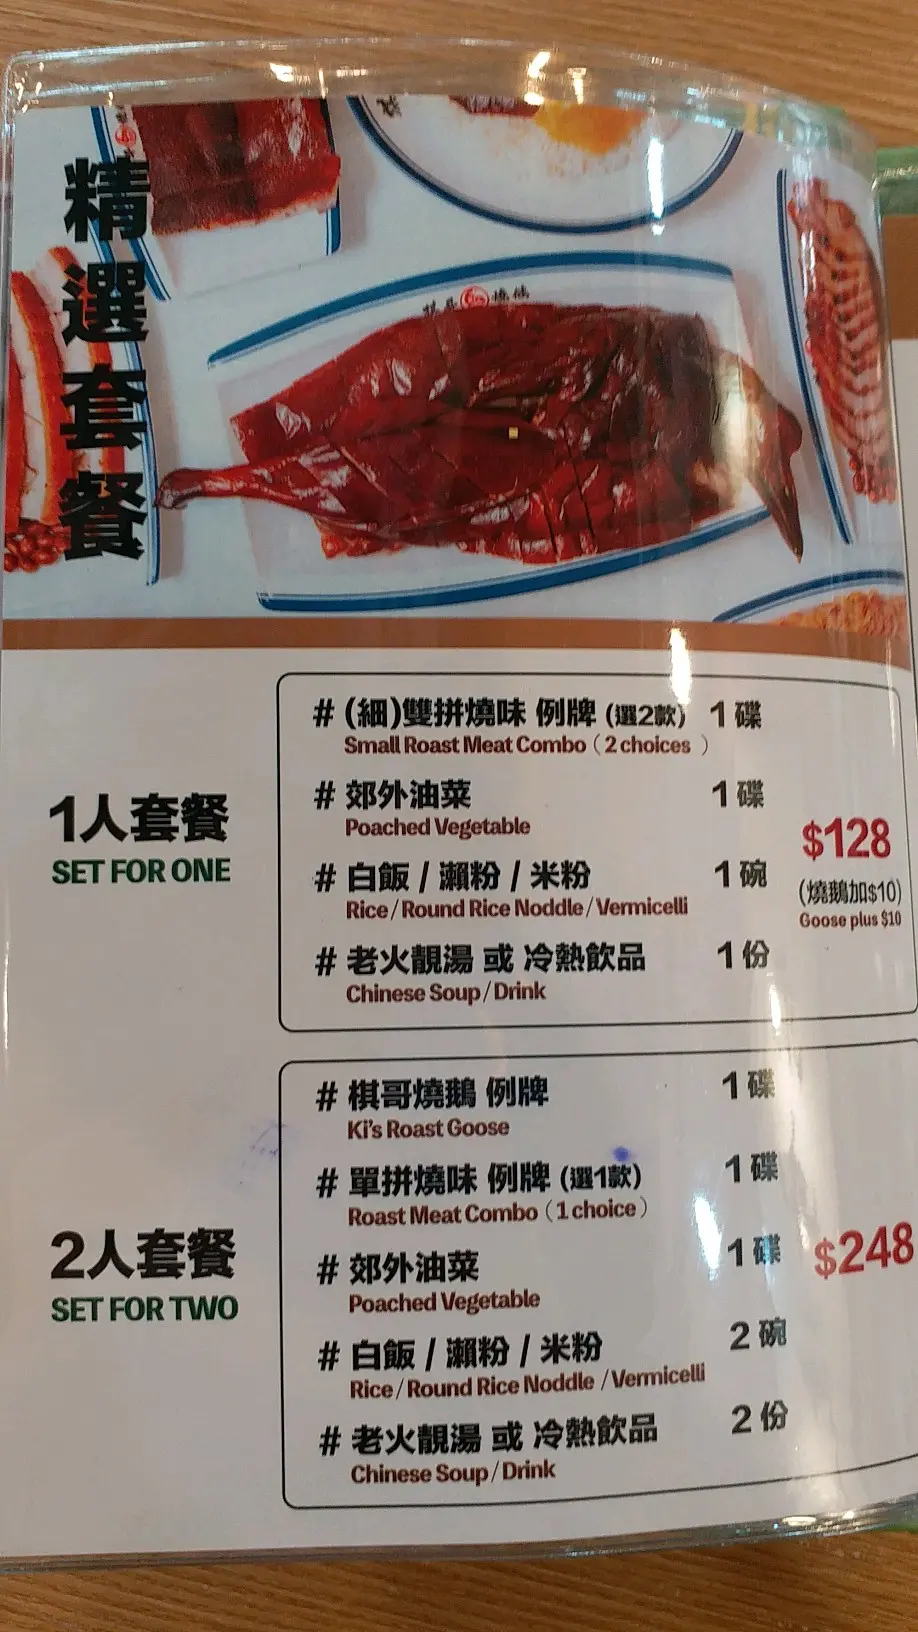 精選套餐
1人套餐
SET FOR ONE
# (細)雙拼燒味 例牌 (選2款) 1碟
Small Roast Meat Combo（2 choices ）
# 郊外油菜 1碟
Poached Vegetable
# 白飯 / 瀨粉 / 米粉 1碗
Rice/Round Rice Noddle/Vermicelli
# 老火靚湯 或 冷熱飲品 1份
Chinese Soup/Drink
$128
(燒鵝加$10)
Goose plus $10
2人套餐
SET FOR TWO
# 棋哥燒鵝 例牌 1碟
Ki's Roast Goose
# 單拼燒味 例牌 (選1款) 1碟
Roast Meat Combo（1 choice）
# 郊外油菜 1碟
Poached Vegetable
# 白飯 / 瀨粉 / 米粉 2碗
Rice/Round Rice Noddle /Vermicelli
# 老火靚湯 或 冷熱飲品 2份
Chinese Soup/Drink
$248